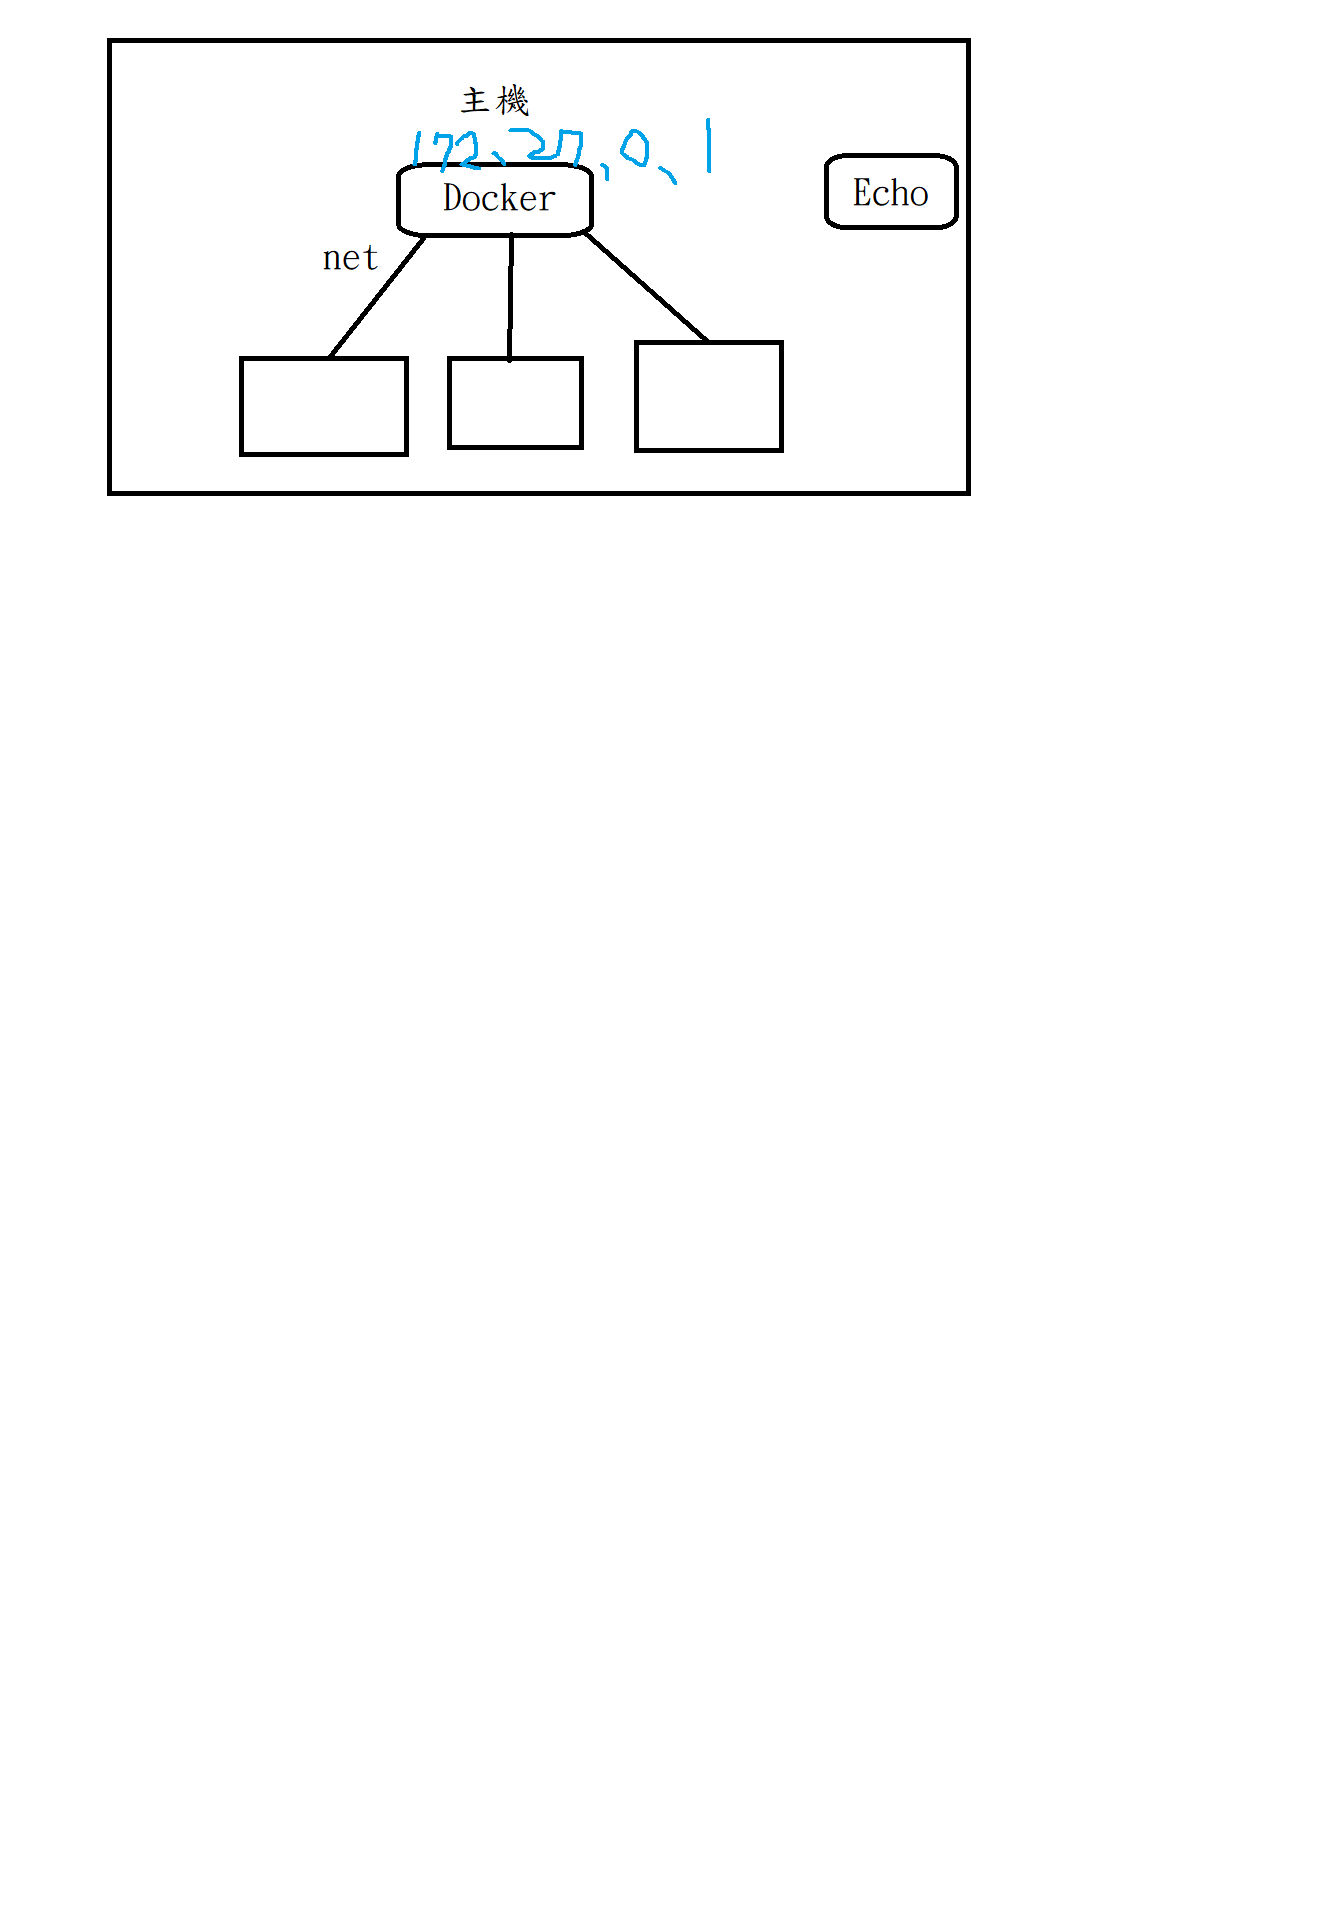 主機
172、27、0、1
Docker
Echo
net